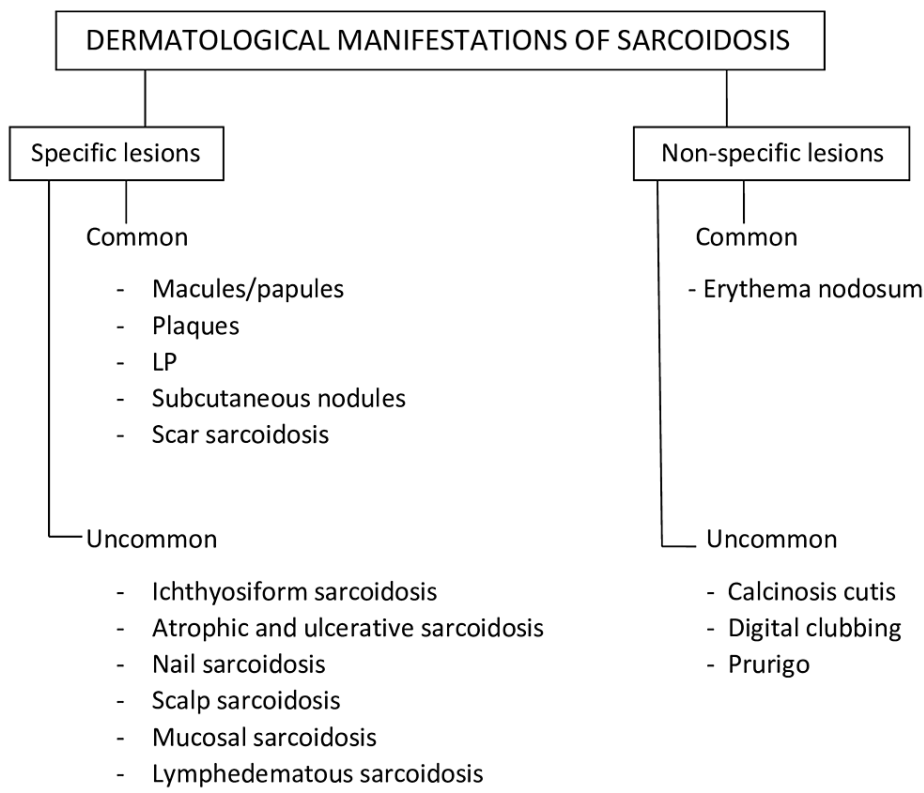 DERMATOLOGICAL MANIFESTATIONS OF SARCOIDOSIS
Specific lesions
Common
- Macules/papules
- Plaques
- LP
- Subcutaneous nodules
- Scar sarcoidosis
Uncommon
- Ichthyosiform sarcoidosis
- Atrophic and ulcerative sarcoidosis
- Nail sarcoidosis
- Scalp sarcoidosis
- Mucosal sarcoidosis
- Lymphedematous sarcoidosis
Non-specific lesions
Common
- Erythema nodosum
Uncommon
- Calcinosis cutis
- Digital clubbing
- Prurigo